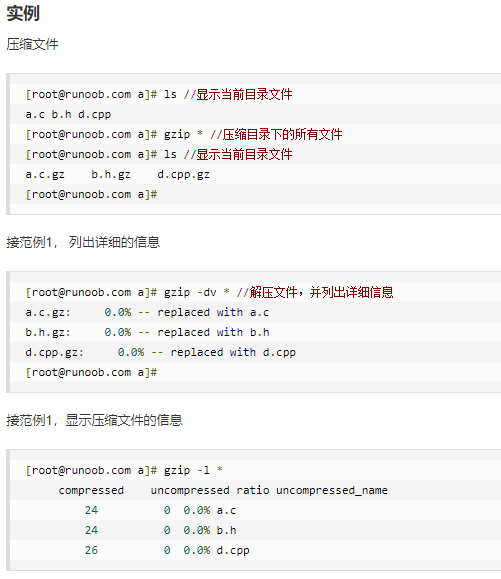 实例
压缩文件
[root@runoob.com a]# ls //显示当前目录文件
a.c b.h d.cpp
[root@runoob.com a]# gzip * //压缩目录下的所有文件
[root@runoob.com a]# ls //显示当前目录文件
a.c.gz    b.h.gz    d.cpp.gz
[root@runoob.com a]#
接范例1， 列出详细的信息
[root@runoob.com a]# gzip -dv * //解压文件，并列出详细信息
a.c.gz:     0.0% -- replaced with a.c
b.h.gz:     0.0% -- replaced with b.h
d.cpp.gz:     0.0% -- replaced with d.cpp
[root@runoob.com a]#
接范例1，显示压缩文件的信息
[root@runoob.com a]# gzip -l *
     compressed    uncompressed ratio uncompressed_name
         24          0  0.0% a.c
         24          0  0.0% b.h
         26          0  0.0% d.cpp